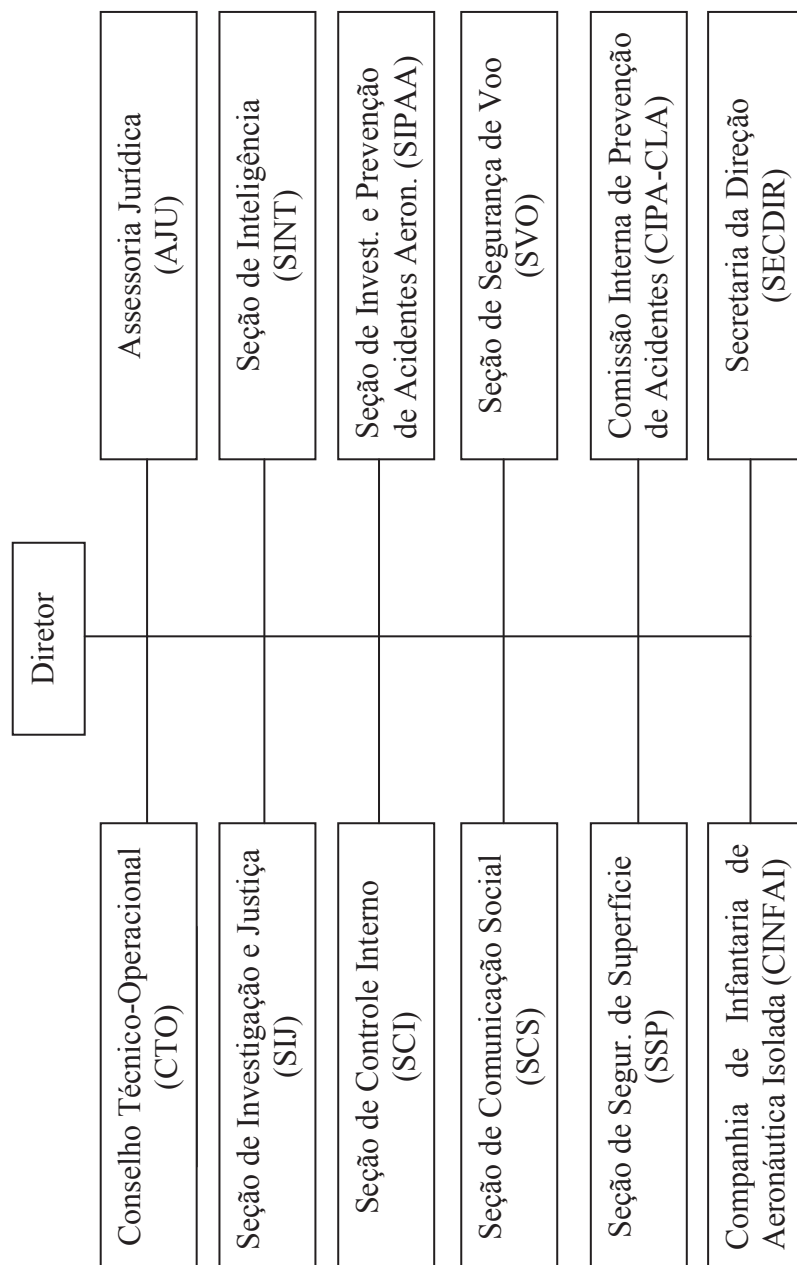 Diretor
Conselho Técnico-Operacional
(CTO)
Assessoria Jurídica
(AJU)
Seção de Investigação e Justiça
(SIJ)
Seção de Inteligência
(SINT)
Seção de Controle Interno
(SCI)
Seção de Invest. e Prevenção
de Acidentes Aeron. (SIPAA)
Seção de Comunicação Social
(SCS)
Seção de Segurança de Voo
(SVO)
Seção de Segur. de Superfície
(SSP)
Comissão Interna de Prevenção
de Acidentes (CIPA-CLA)
Companhia de Infantaria de
Aeronáutica Isolada (CINFAI)
Secretaria da Direção
(SECDIR)